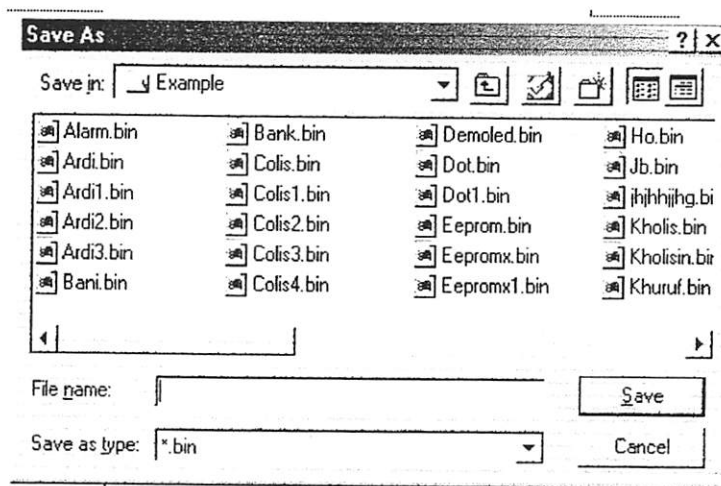 Save As
Save in: Example
Alarm.bin Bank.bin Demoled.bin Ho.bin
Ardi.bin Colis.bin Dot.bin Jb.bin
Ardi1.bin Colis1.bin Dot1.bin jhjhhjjhg.bi
Ardi2.bin Colis2.bin Eeprom.bin Kholis.bin
Ardi3.bin Colis3.bin Eepromx.bin Kholisin.bin
Bani.bin Colis4.bin Eepromx1.bin Khuruf.bin
File name: Save
Save as type: *.bin Cancel